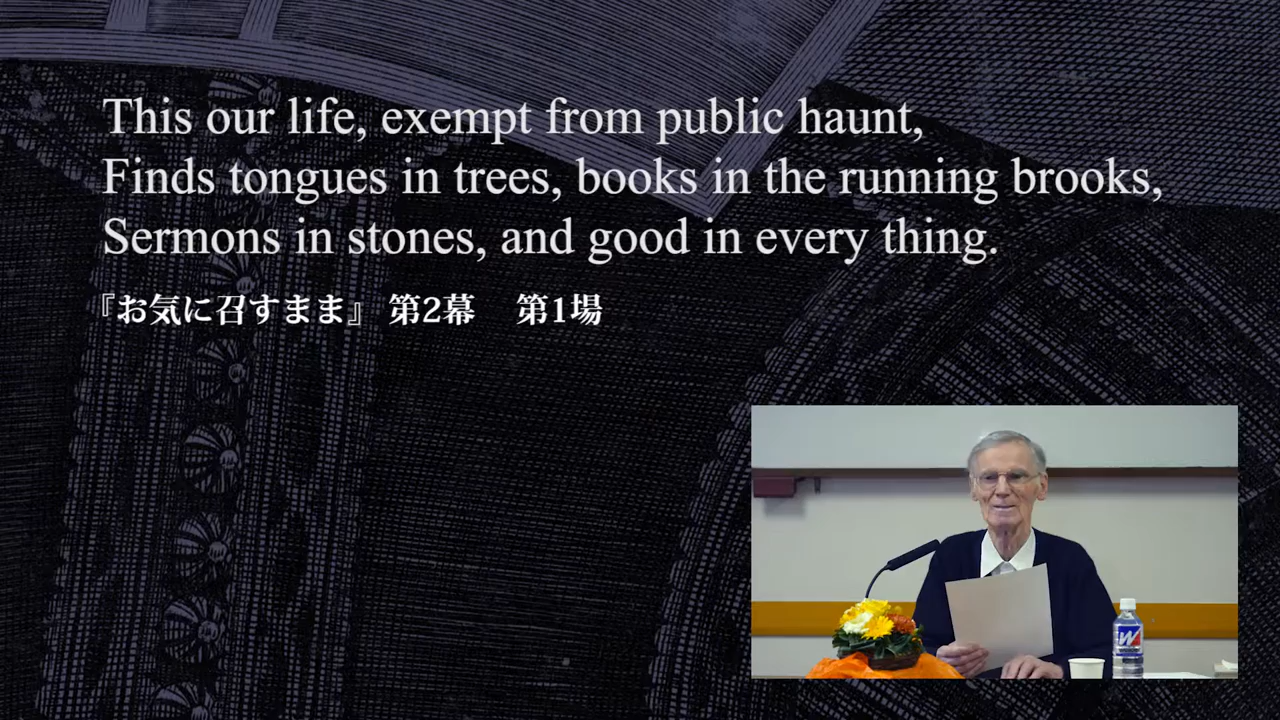 This our life, exempt from public haunt,
Finds tongues in trees, books in the running brooks,
Sermons in stones, and good in every thing.
『お気に召すまま』 第2幕　第1場
W